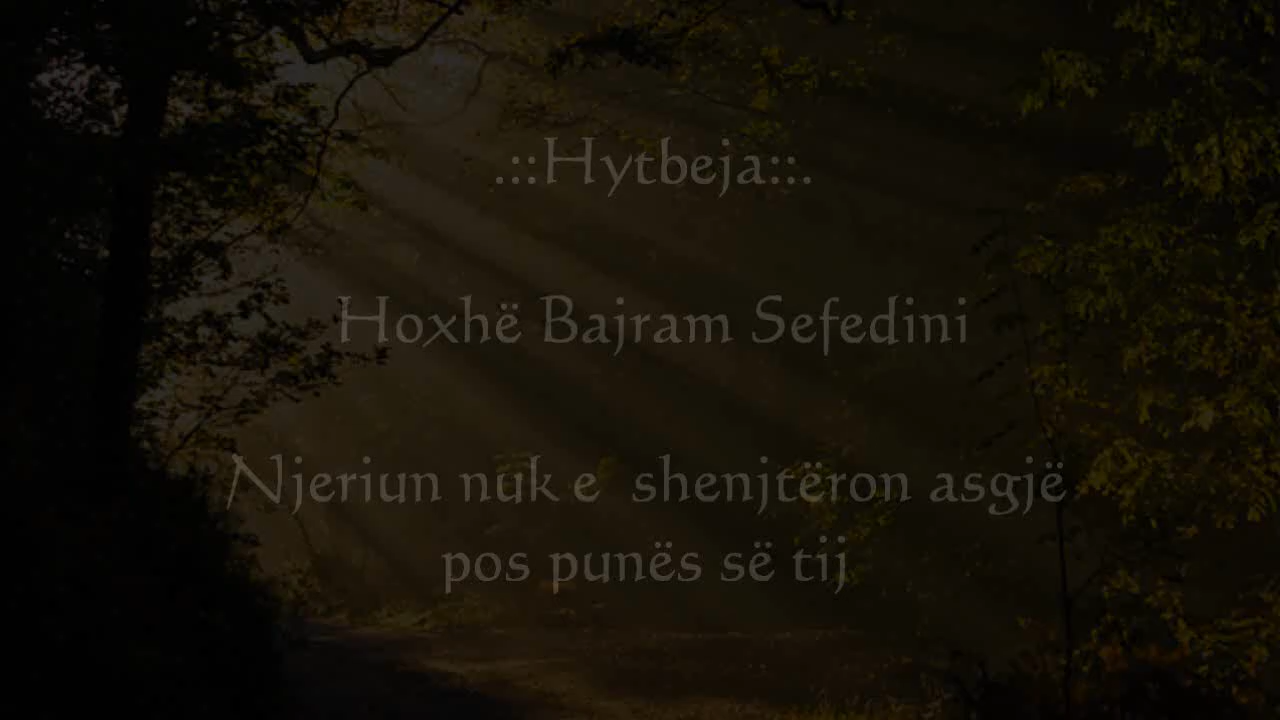 .:::Hytbeja:::.
Hoxhë Bajram Sefedini
Njeriun nuk e shenjtëron asgjë
pos punës së tij